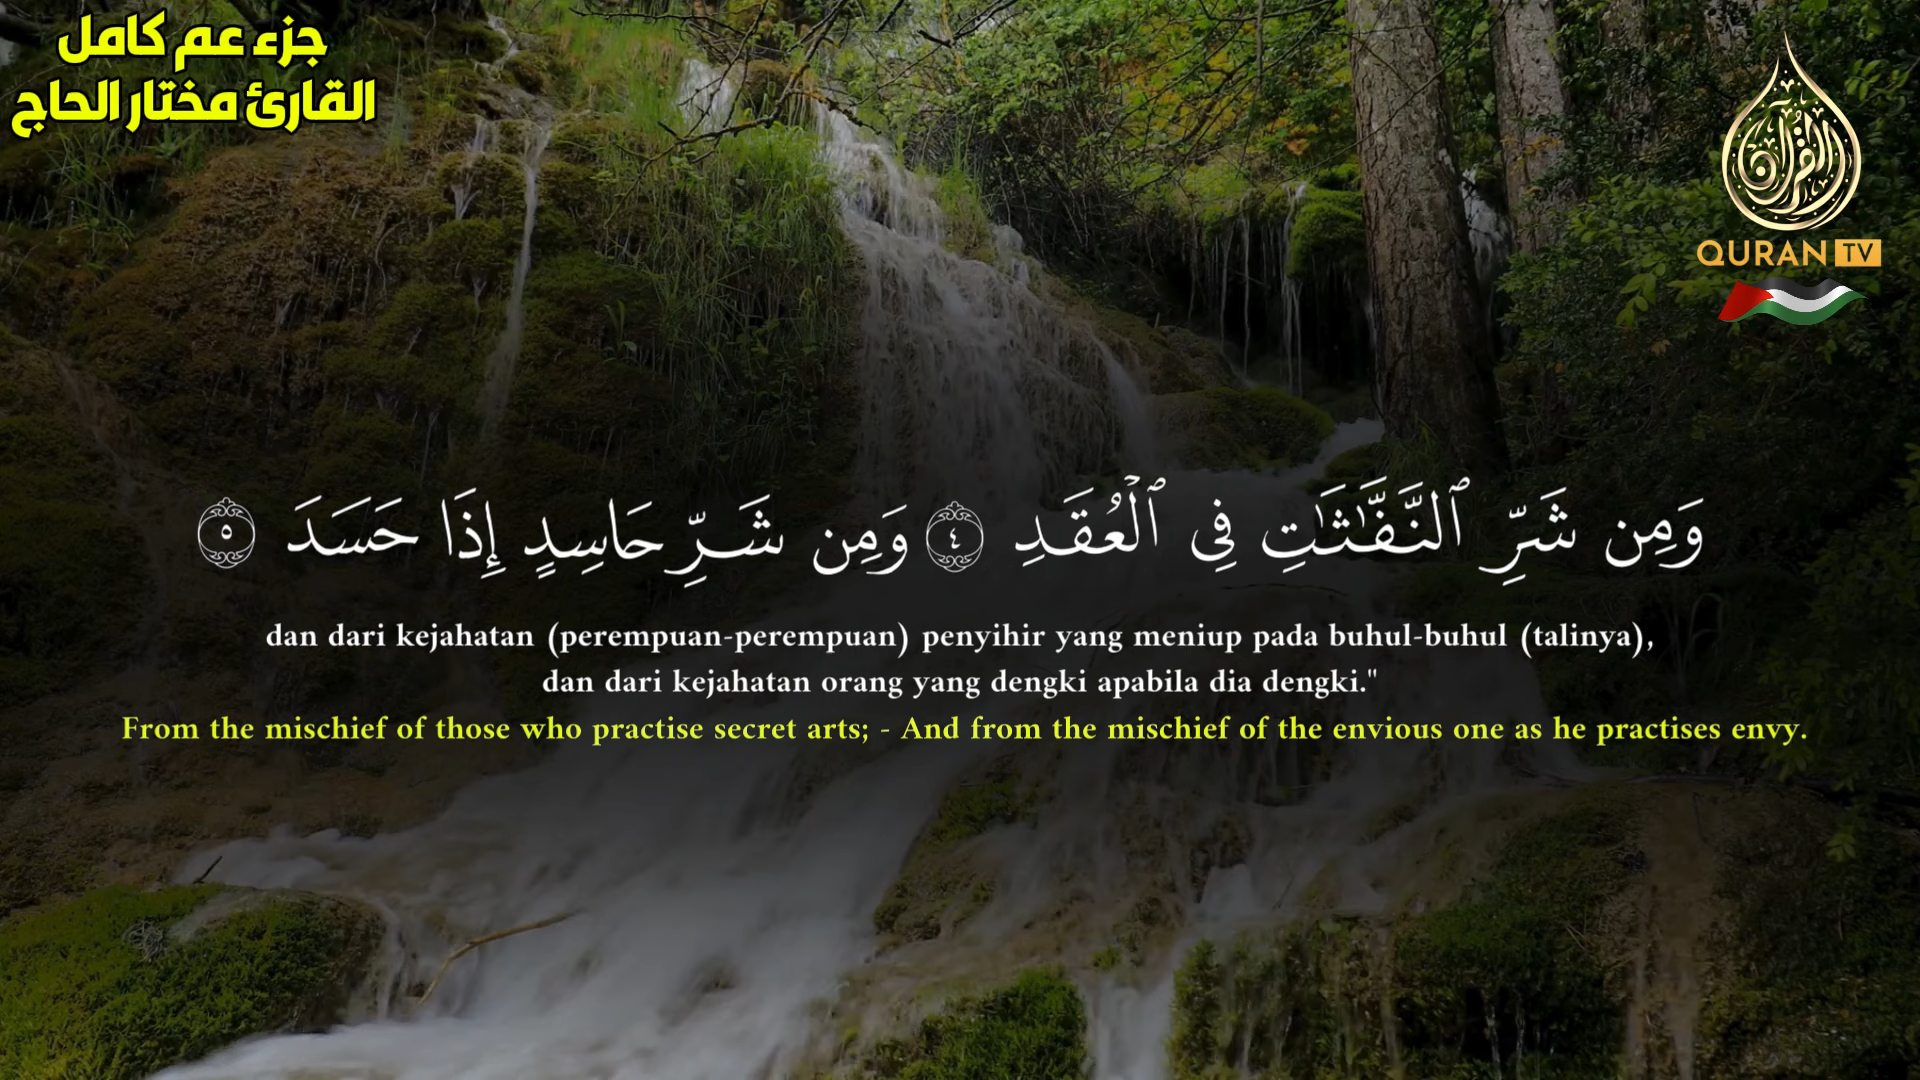 جزء عم كامل
القارئ مختار الحاج
القرآن
QURAN TV
وَمِن شَرِّ ٱلنَّفَّٰثَٰتِ فِى ٱلْعُقَدِ ٤ وَمِن شَرِّ حَاسِدٍ إِذَا حَسَدَ ٥
dan dari kejahatan (perempuan-perempuan) penyihir yang meniup pada buhul-buhul (talinya),
dan dari kejahatan orang yang dengki apabila dia dengki."
From the mischief of those who practise secret arts; - And from the mischief of the envious one as he practises envy.